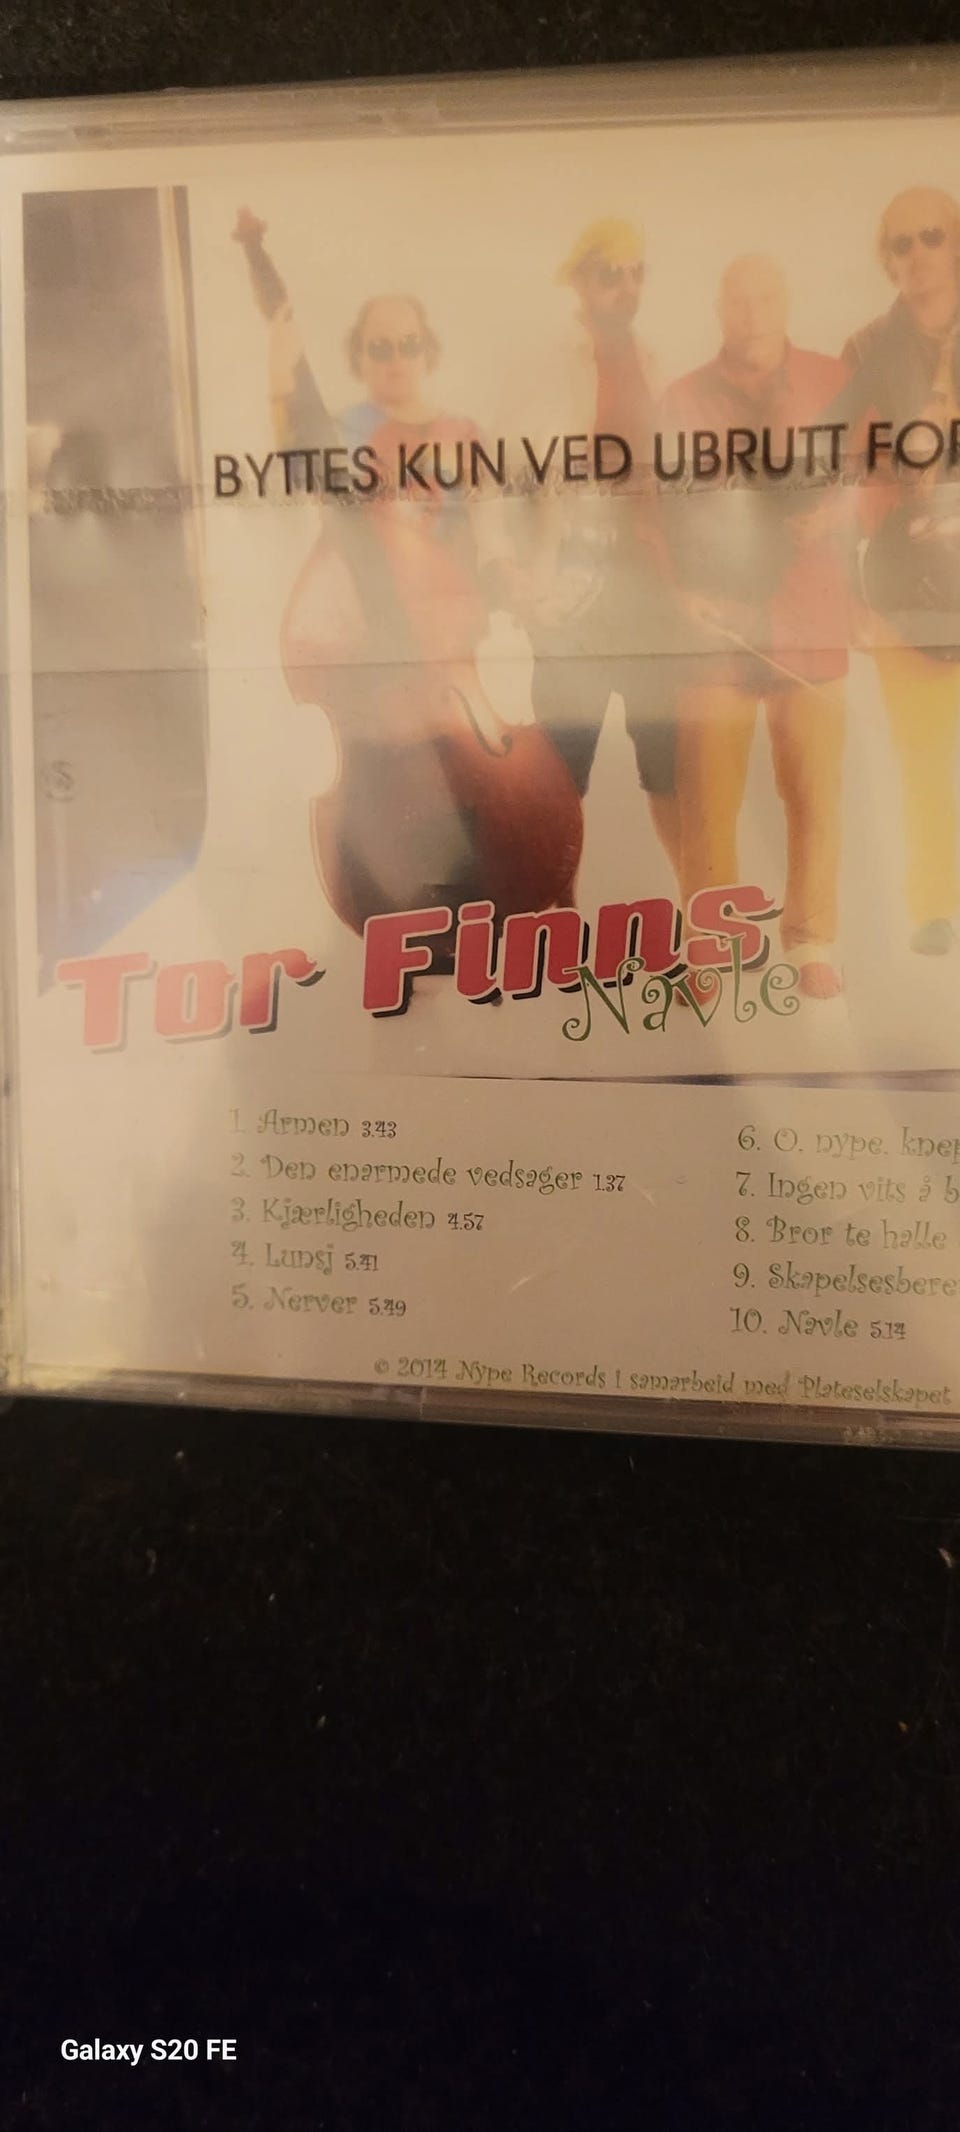 BYTTES KUN VED UBRUTT
Tor Finns
Navle
1. Armen 3.43
2. Den enarmede vedsager 1.37
3. Kjærligheden 4.57
4. Lunsj 5.41
5. Nerver 5.49
6. O. nype.
7. Ingen vits å
8. Bror te halle
9.
10. Navle 5.14
© 2014 Nype Records i samarbeid med Plateselskapet
Galaxy S20 FE